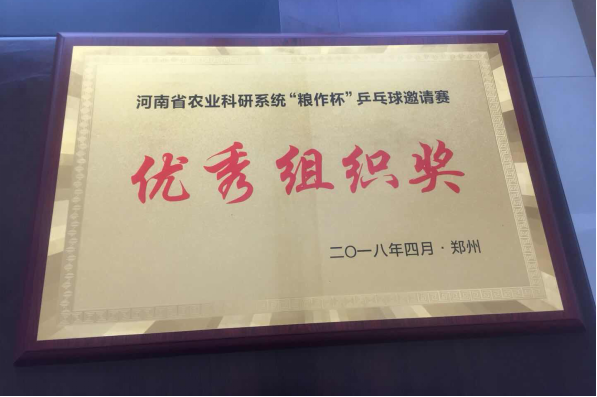 河南省农业科研系统“粮作杯”乒乓球邀请赛
优秀组织奖
二〇一八年四月·郑州